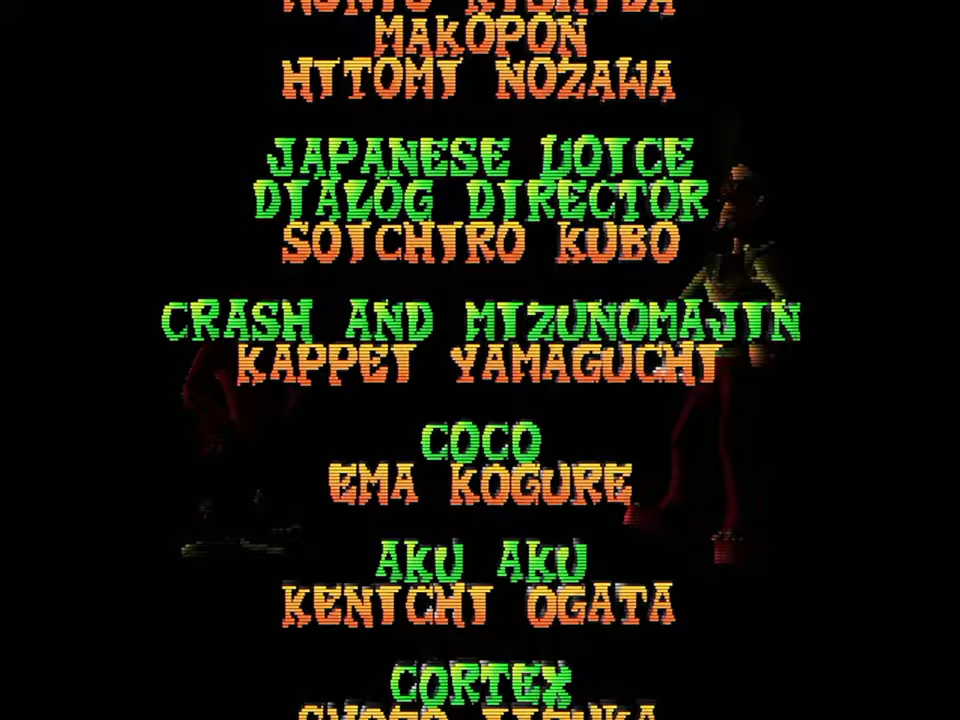 MAKOPON
HITOMI NOZAWA
JAPANESE VOICE
DIALOG DIRECTOR
SOICHIRO KUBO
CRASH AND MIZUNOMAJIN
KAPPEI YAMAGUCHI
COCO
EMA KOGURE
AKU AKU
KENICHI OGATA
CORTEX